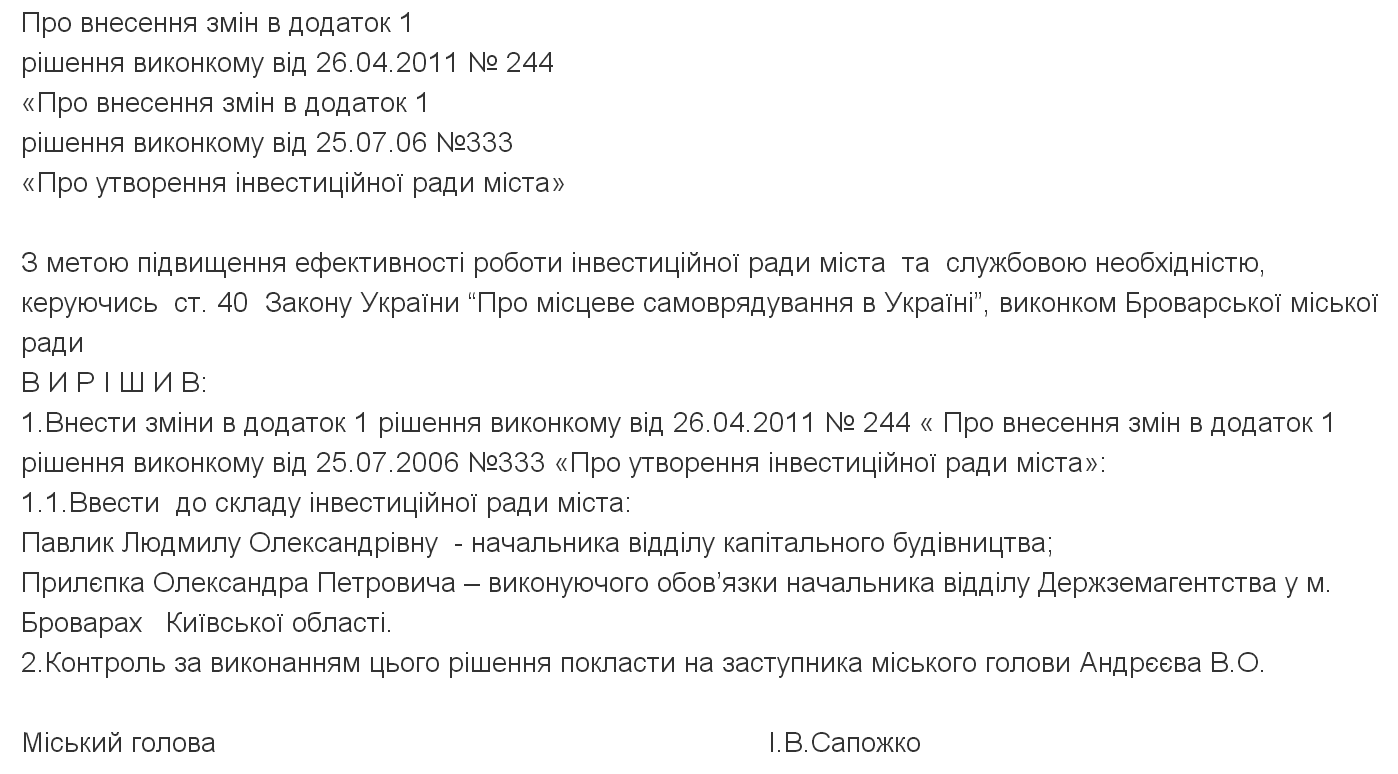 Про внесення змін в додаток 1
рішення виконкому від 26.04.2011 № 244
«Про внесення змін в додаток 1
рішення виконкому від 25.07.06 №333
«Про утворення інвестиційної ради міста»
З метою підвищення ефективності роботи інвестиційної ради міста  та  службовою необхідністю,
керуючись  ст. 40  Закону України “Про місцеве самоврядування в Україні”, виконком Броварської міської
ради
В И Р І Ш И В:
1.Внести зміни в додаток 1 рішення виконкому від 26.04.2011 № 244 « Про внесення змін в додаток 1
рішення виконкому від 25.07.2006 №333 «Про утворення інвестиційної ради міста»:
1.1.Ввести  до складу інвестиційної ради міста:
Павлик Людмилу Олександрівну  - начальника відділу капітального будівництва;
Прилєпка Олександра Петровича – виконуючого обов’язки начальника відділу Держземагентства у м.
Броварах   Київської області.
2.Контроль за виконанням цього рішення покласти на заступника міського голови Андрєєва В.О.
Міський голова І.В.Сапожко